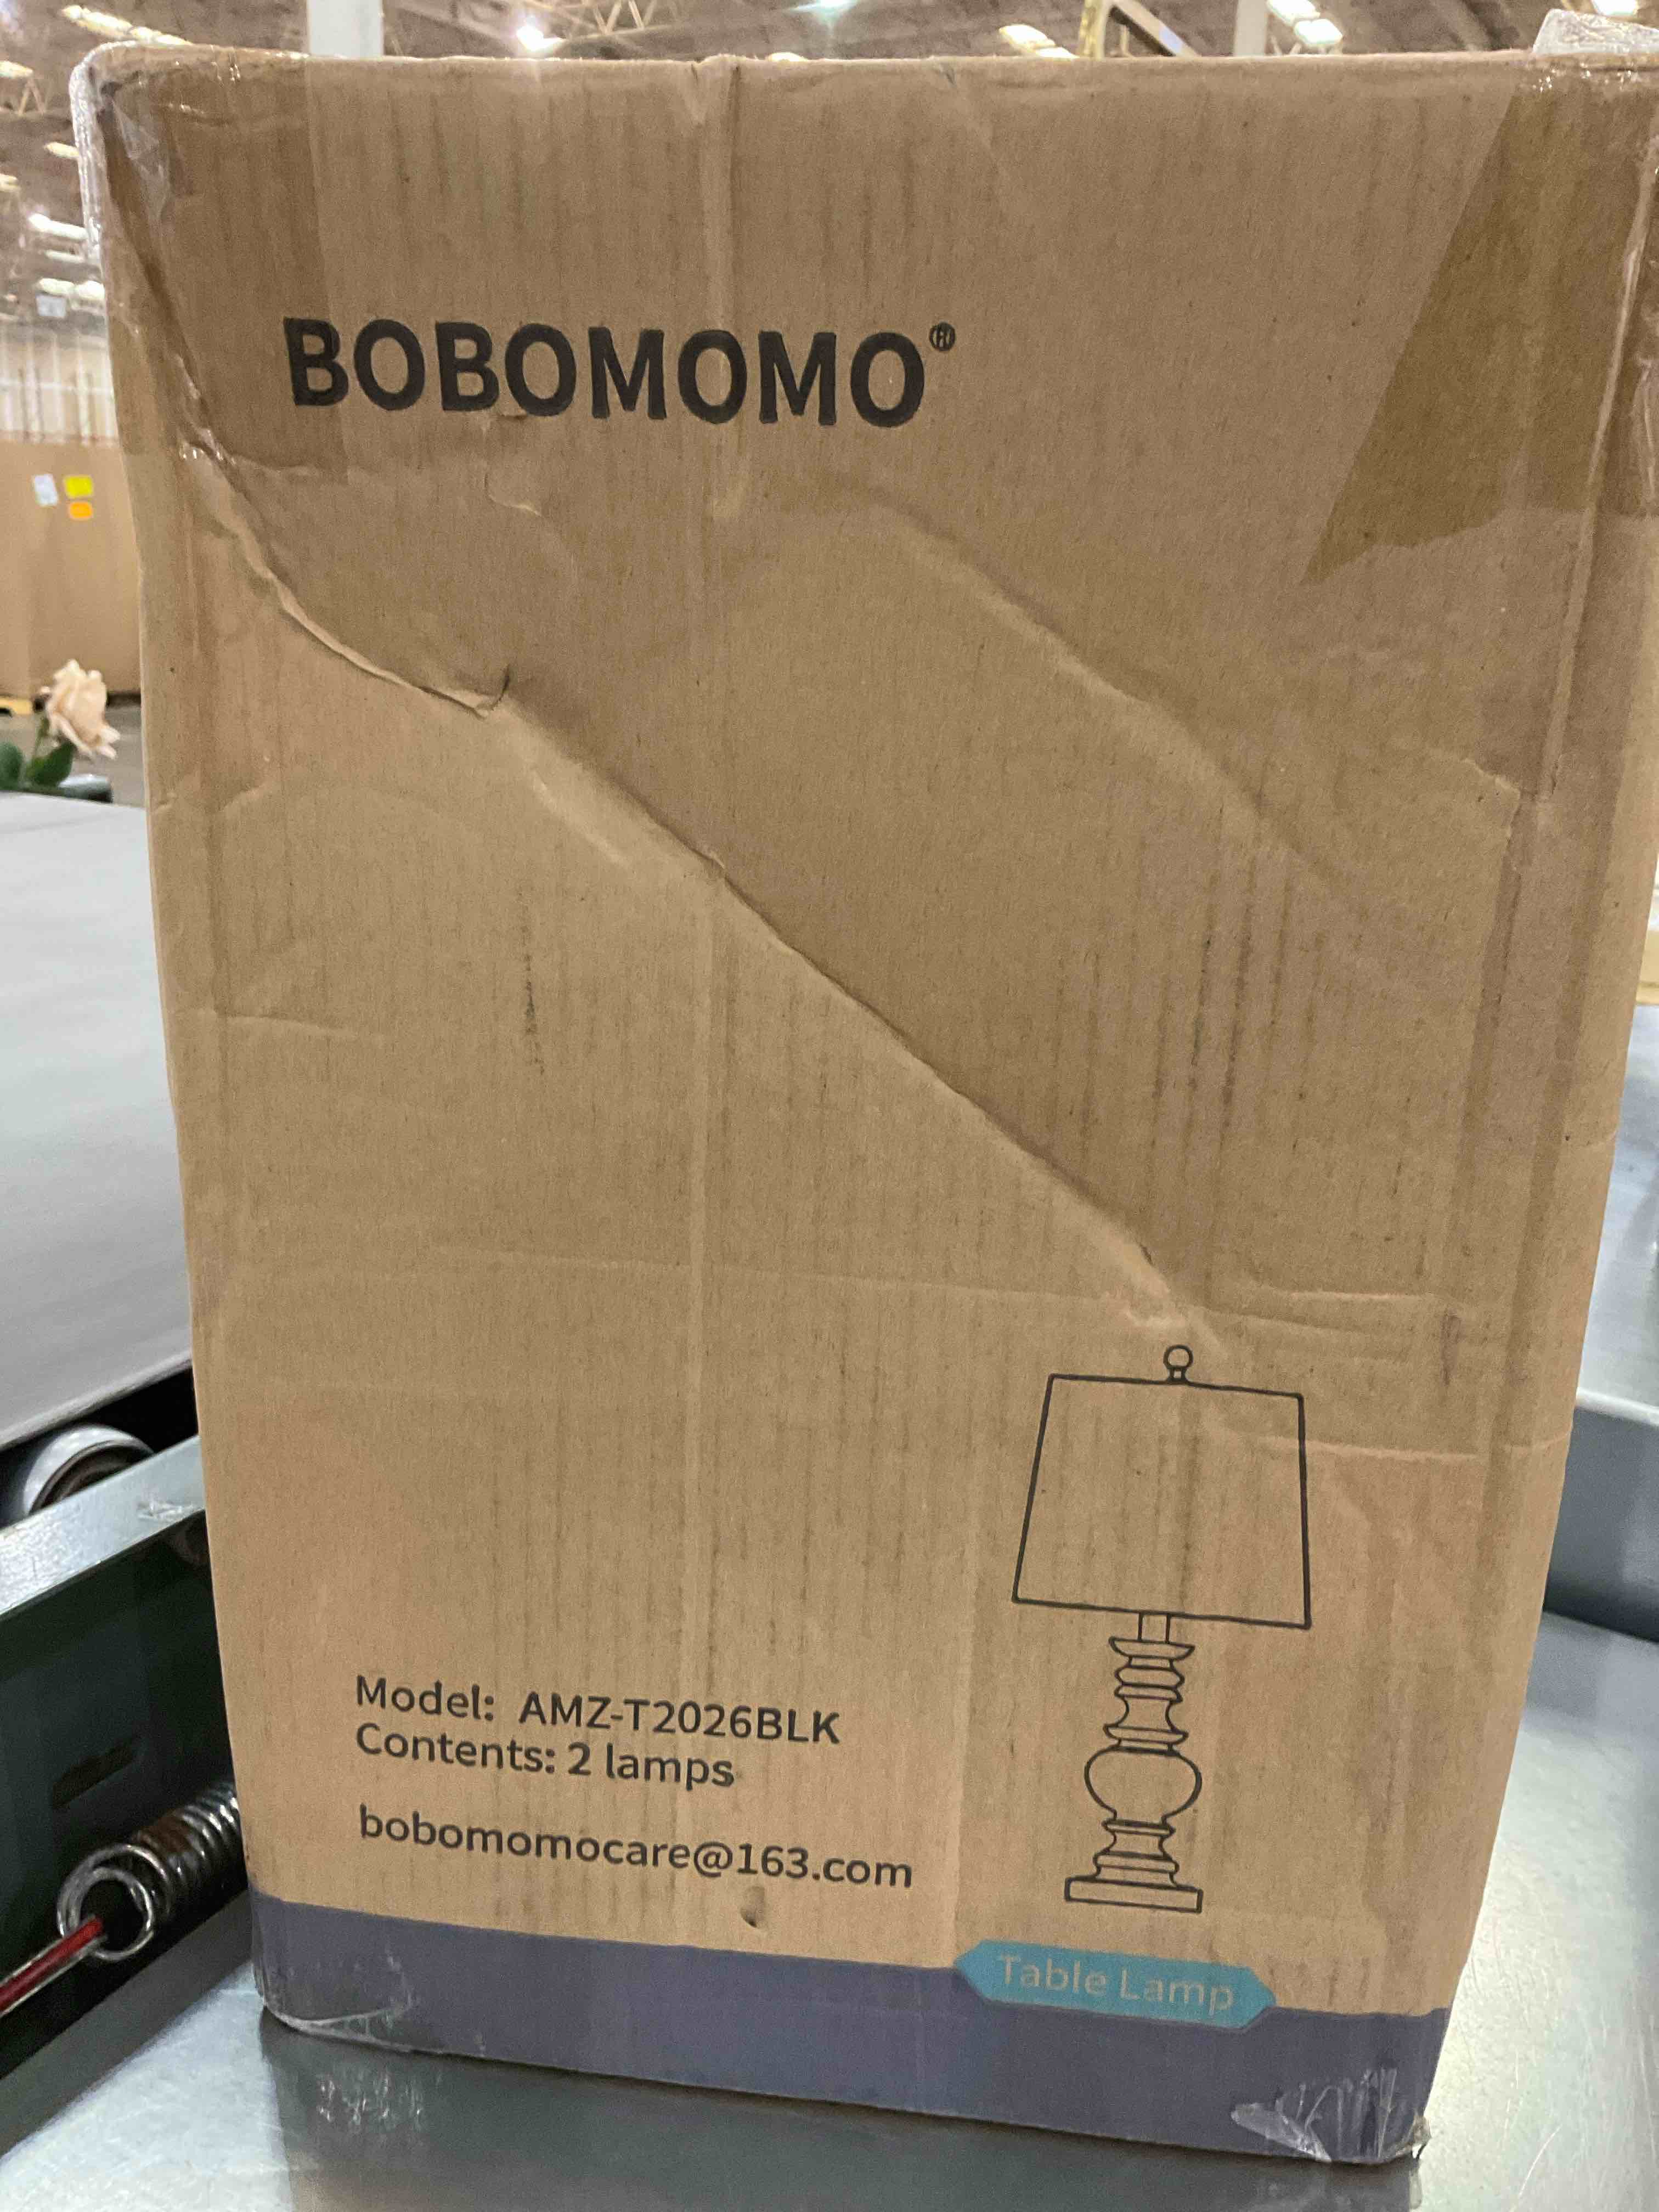 BOBOMOMO®
Model: AMZ-T2026BLK
Contents: 2 lamps
bobomomocare@163.com
Table Lamp